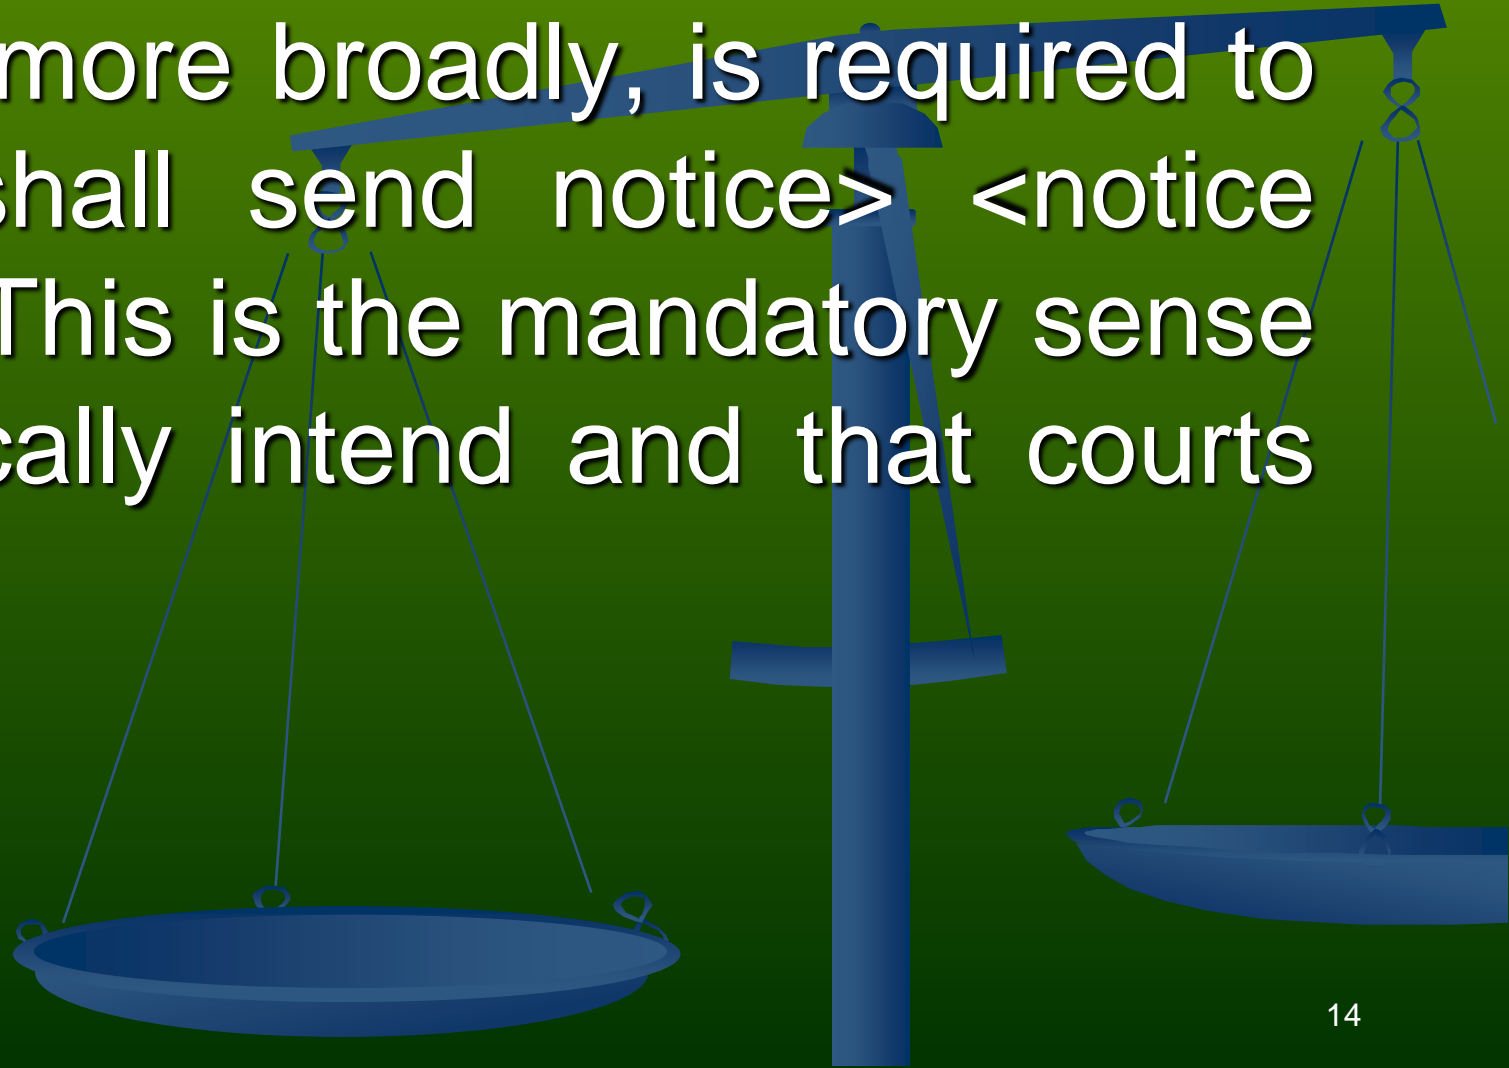 more broadly, is required to
shall send notice> <notice
This is the mandatory sense
cally intend and that courts
14